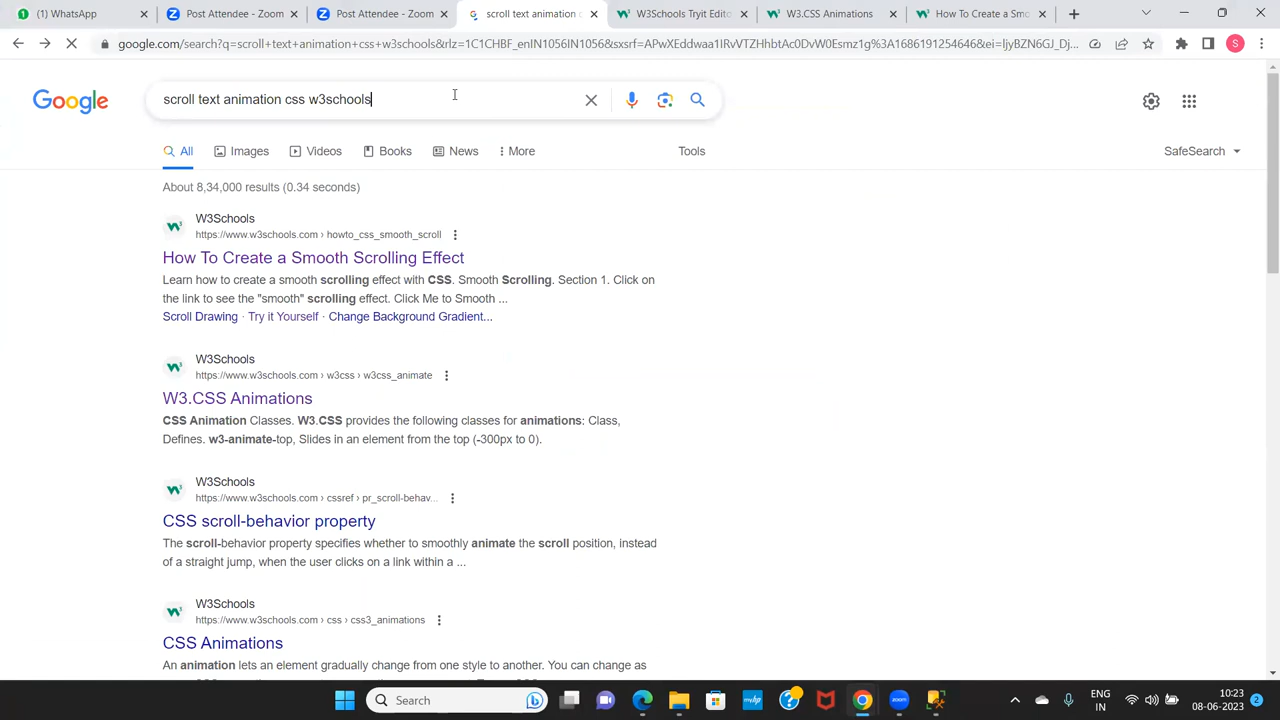 (1) WhatsApp
Post Attendee - Zoom
Post Attendee - Zoom
scroll text animation c
W3Schools Tryit Edito
W3.CSS Animations
How To Create a Smo
google.com/search?q=scroll+text+animation+css+w3schools&rlz=1C1CHBF_enIN1056IN1056&sxsrf=APwXEddwaa1IRvVTZHhbtAc0DvW0Esmz1g%3A1686191254646&ei=ljyBZN6GJ_Dj...
S
Google
scroll text animation css w3schools
All
Images
Videos
Books
News
More
Tools
SafeSearch
About 8,34,000 results (0.34 seconds)
W3Schools
https://www.w3schools.com › howto_css_smooth_scroll
How To Create a Smooth Scrolling Effect
Learn how to create a smooth scrolling effect with CSS. Smooth Scrolling. Section 1. Click on
the link to see the "smooth" scrolling effect. Click Me to Smooth ...
Scroll Drawing · Try it Yourself · Change Background Gradient...
W3Schools
https://www.w3schools.com › w3css › w3css_animate
W3.CSS Animations
CSS Animation Classes. W3.CSS provides the following classes for animations: Class,
Defines. w3-animate-top, Slides in an element from the top (-300px to 0).
W3Schools
https://www.w3schools.com › cssref › pr_scroll-behav...
CSS scroll-behavior property
The scroll-behavior property specifies whether to smoothly animate the scroll position, instead
of a straight jump, when the user clicks on a link within a ...
W3Schools
https://www.w3schools.com › css › css3_animations
CSS Animations
An animation lets an element gradually change from one style to another. You can change as
Search
ENG
IN
10:23
08-06-2023